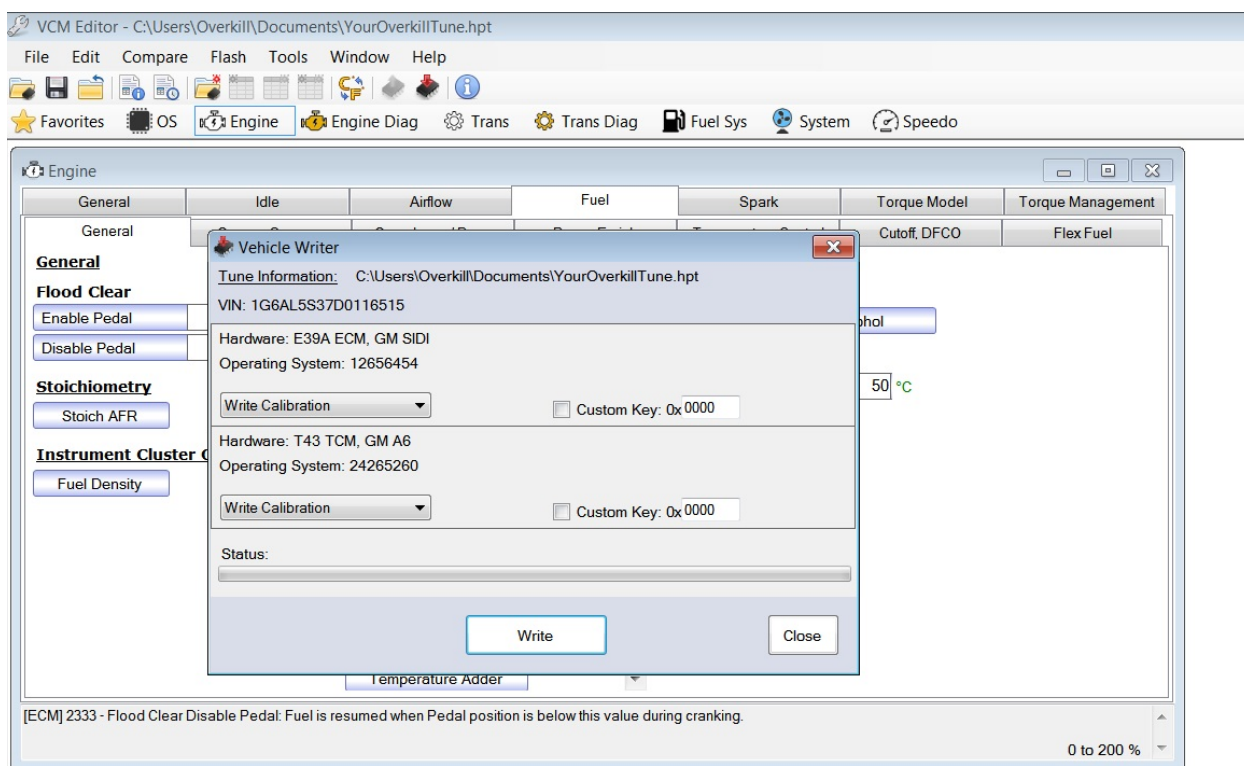 VCM Editor - C:\Users\Overkill\Documents\YourOverkillTune.hpt
File Edit Compare Flash Tools Window Help
Favorites OS Engine Engine Diag Trans Trans Diag Fuel Sys System Speedo
Engine
General Idle Airflow Fuel Spark Torque Model Torque Management
General Cutoff, DFCO Flex Fuel
General
Flood Clear
Enable Pedal
Disable Pedal
Stoichiometry
Stoich AFR
Instrument Cluster
Fuel Density
Vehicle Writer
Tune Information: C:\Users\Overkill\Documents\YourOverkillTune.hpt
VIN: 1G6AL5S37D0116515
Hardware: E39A ECM, GM SIDI
Operating System: 12656454
Write Calibration Custom Key: 0x 0000
Hardware: T43 TCM, GM A6
Operating System: 24265260
Write Calibration Custom Key: 0x 0000
Status:
Write Close
ohol
50 °C
Temperature Adder
[ECM] 2333 - Flood Clear Disable Pedal: Fuel is resumed when Pedal position is below this value during cranking.
0 to 200 %